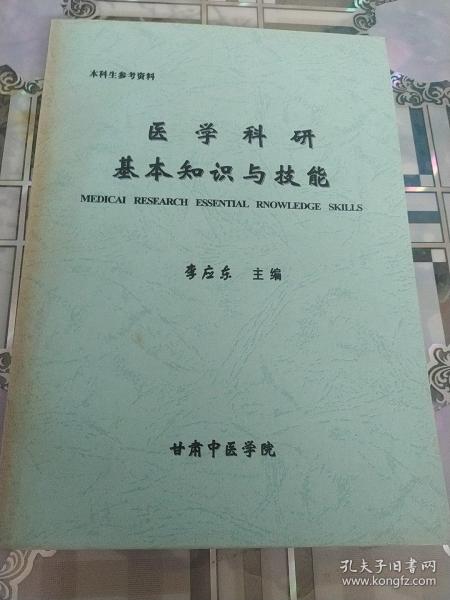 本科生参考资料
医学科研
基本知识与技能
MEDICAI RESEARCH ESSENTIAL RNOWLEDGE SKILLS
李应东 主编
甘肃中医学院
孔夫子旧书网
www.kongfz.com